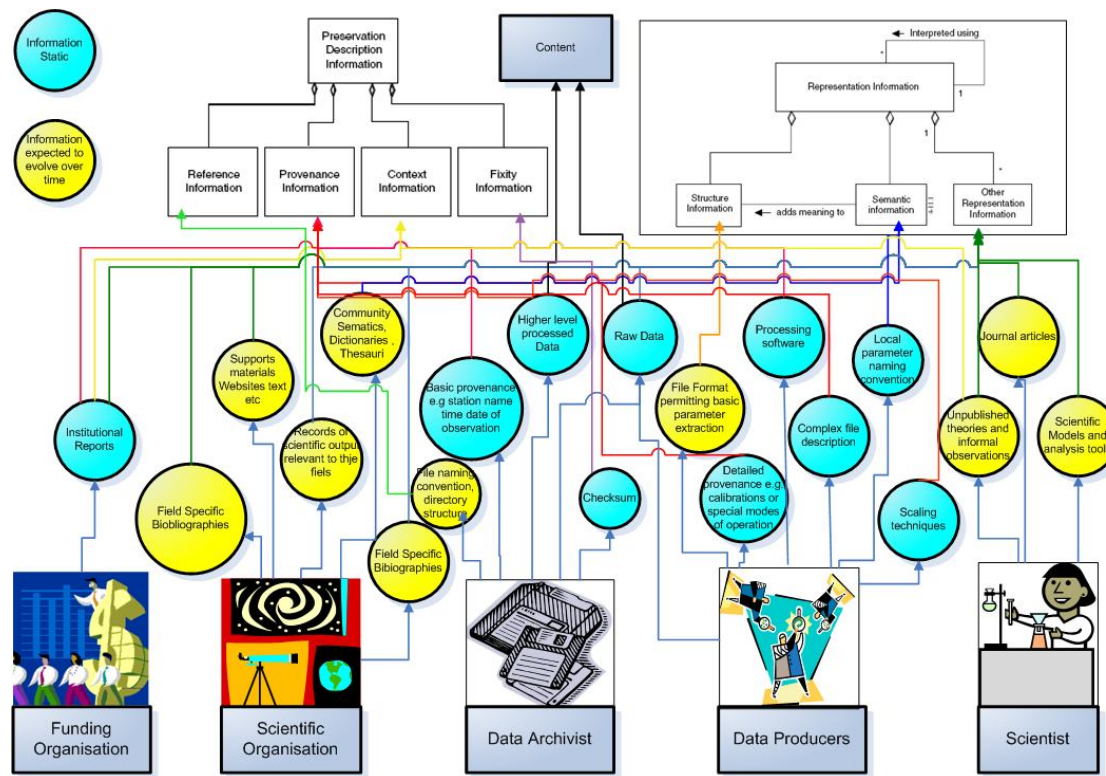 Information
Static
Information
expected to
evolve over
time
Preservation
Description
Information
Content
Interpreted using
*
Representation Information
1
1
*
Reference
Information
Provenance
Information
Context
Information
Fixity
Information
Structure
Information
adds meaning to
Semantic
information
Other
Representation
Information
Community
Sematics,
Dictionaries ,
Thesauri
Higher level
processed
Data
Raw Data
Processing
software
Local
parameter
naming
convention
Journal articles
Supports
materials
Websites text
etc
Basic provenance
e.g station name
time date of
observation
File Format
permitting basic
parameter
extraction
Institutional
Reports
Records of
scientific output
relevant to thje
fiels
Complex file
description
Unpublished
theories and
informal
observations
Scientific
Models and
analysis tool
File naming
convention,
directory
structure
Checksum
Detailed
provenance e.g.
calibrations or
special modes
of operation
Scaling
techniques
Field Specific
Biobliographies
Field Specific
Bibiographies
Funding
Organisation
Scientific
Organisation
Data Archivist
Data Producers
Scientist